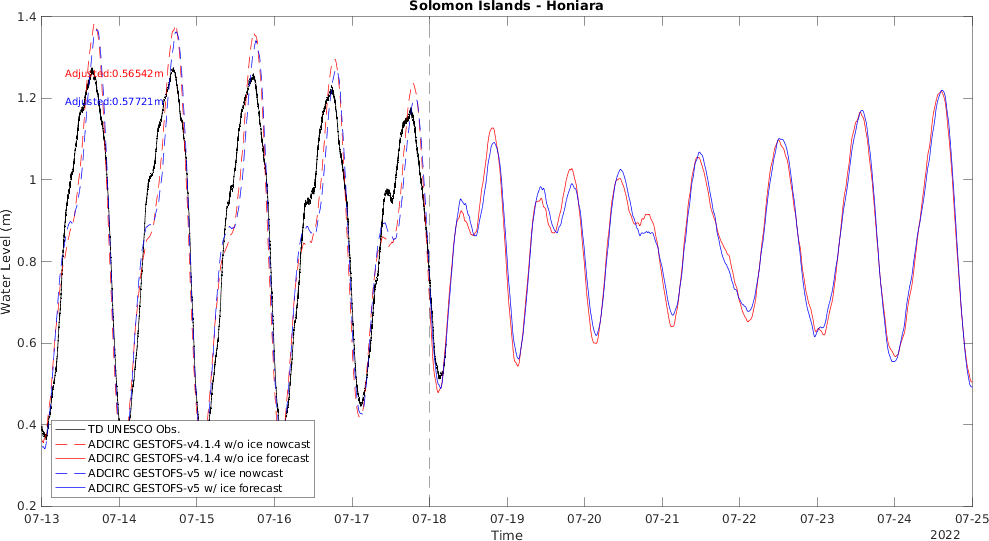 Solomon Islands - Honiara
1.4
1.2
1
0.8
0.6
0.4
0.2
Water Level (m)
Adjusted:0.56542m
Adjusted:0.57721m
TD UNESCO Obs.
ADCIRC GESTOFS-v4.1.4 w/o ice nowcast
ADCIRC GESTOFS-v4.1.4 w/o ice forecast
ADCIRC GESTOFS-v5 w/ ice nowcast
ADCIRC GESTOFS-v5 w/ ice forecast
07-13 07-14 07-15 07-16 07-17 07-18 07-19 07-20 07-21 07-22 07-23 07-24 07-25
Time
2022